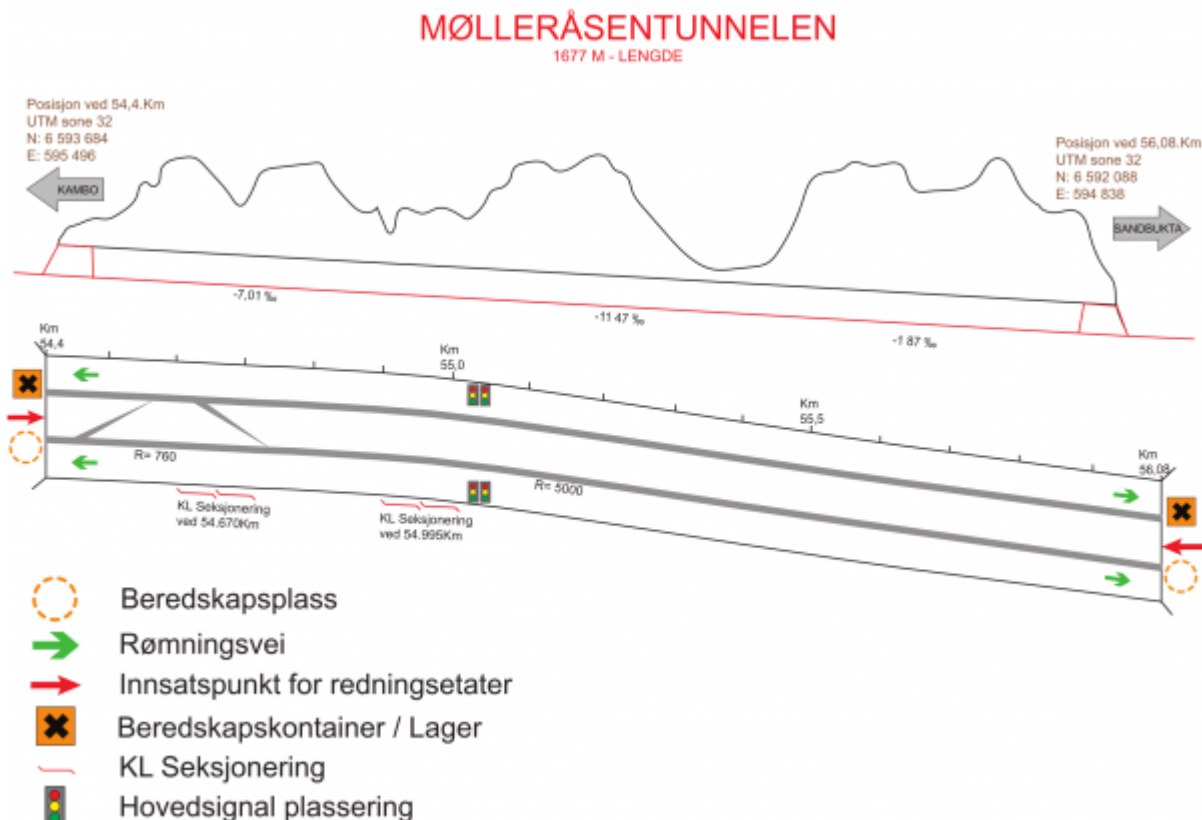 MØLLERÅSENTUNNELEN
1677 M - LENGDE
Posisjon ved 54,4.Km
UTM sone 32
N: 6 593 684
E: 595 496
KAMBO
Posisjon ved 56,08.Km
UTM sone 32
N: 6 592 088
E: 594 838
SANDBUKTA
-7,01 ‰
-11 47 ‰
-1 87 ‰
Km
54,4
Km
55,0
Km
55,5
Km
56,08
R= 760
R= 5000
KL Seksjonering
ved 54.670Km
KL Seksjonering
ved 54.995Km
Beredskapsplass
Rømningsvei
Innsatspunkt for redningsetater
Beredskapskontainer / Lager
KL Seksjonering
Hovedsignal plassering